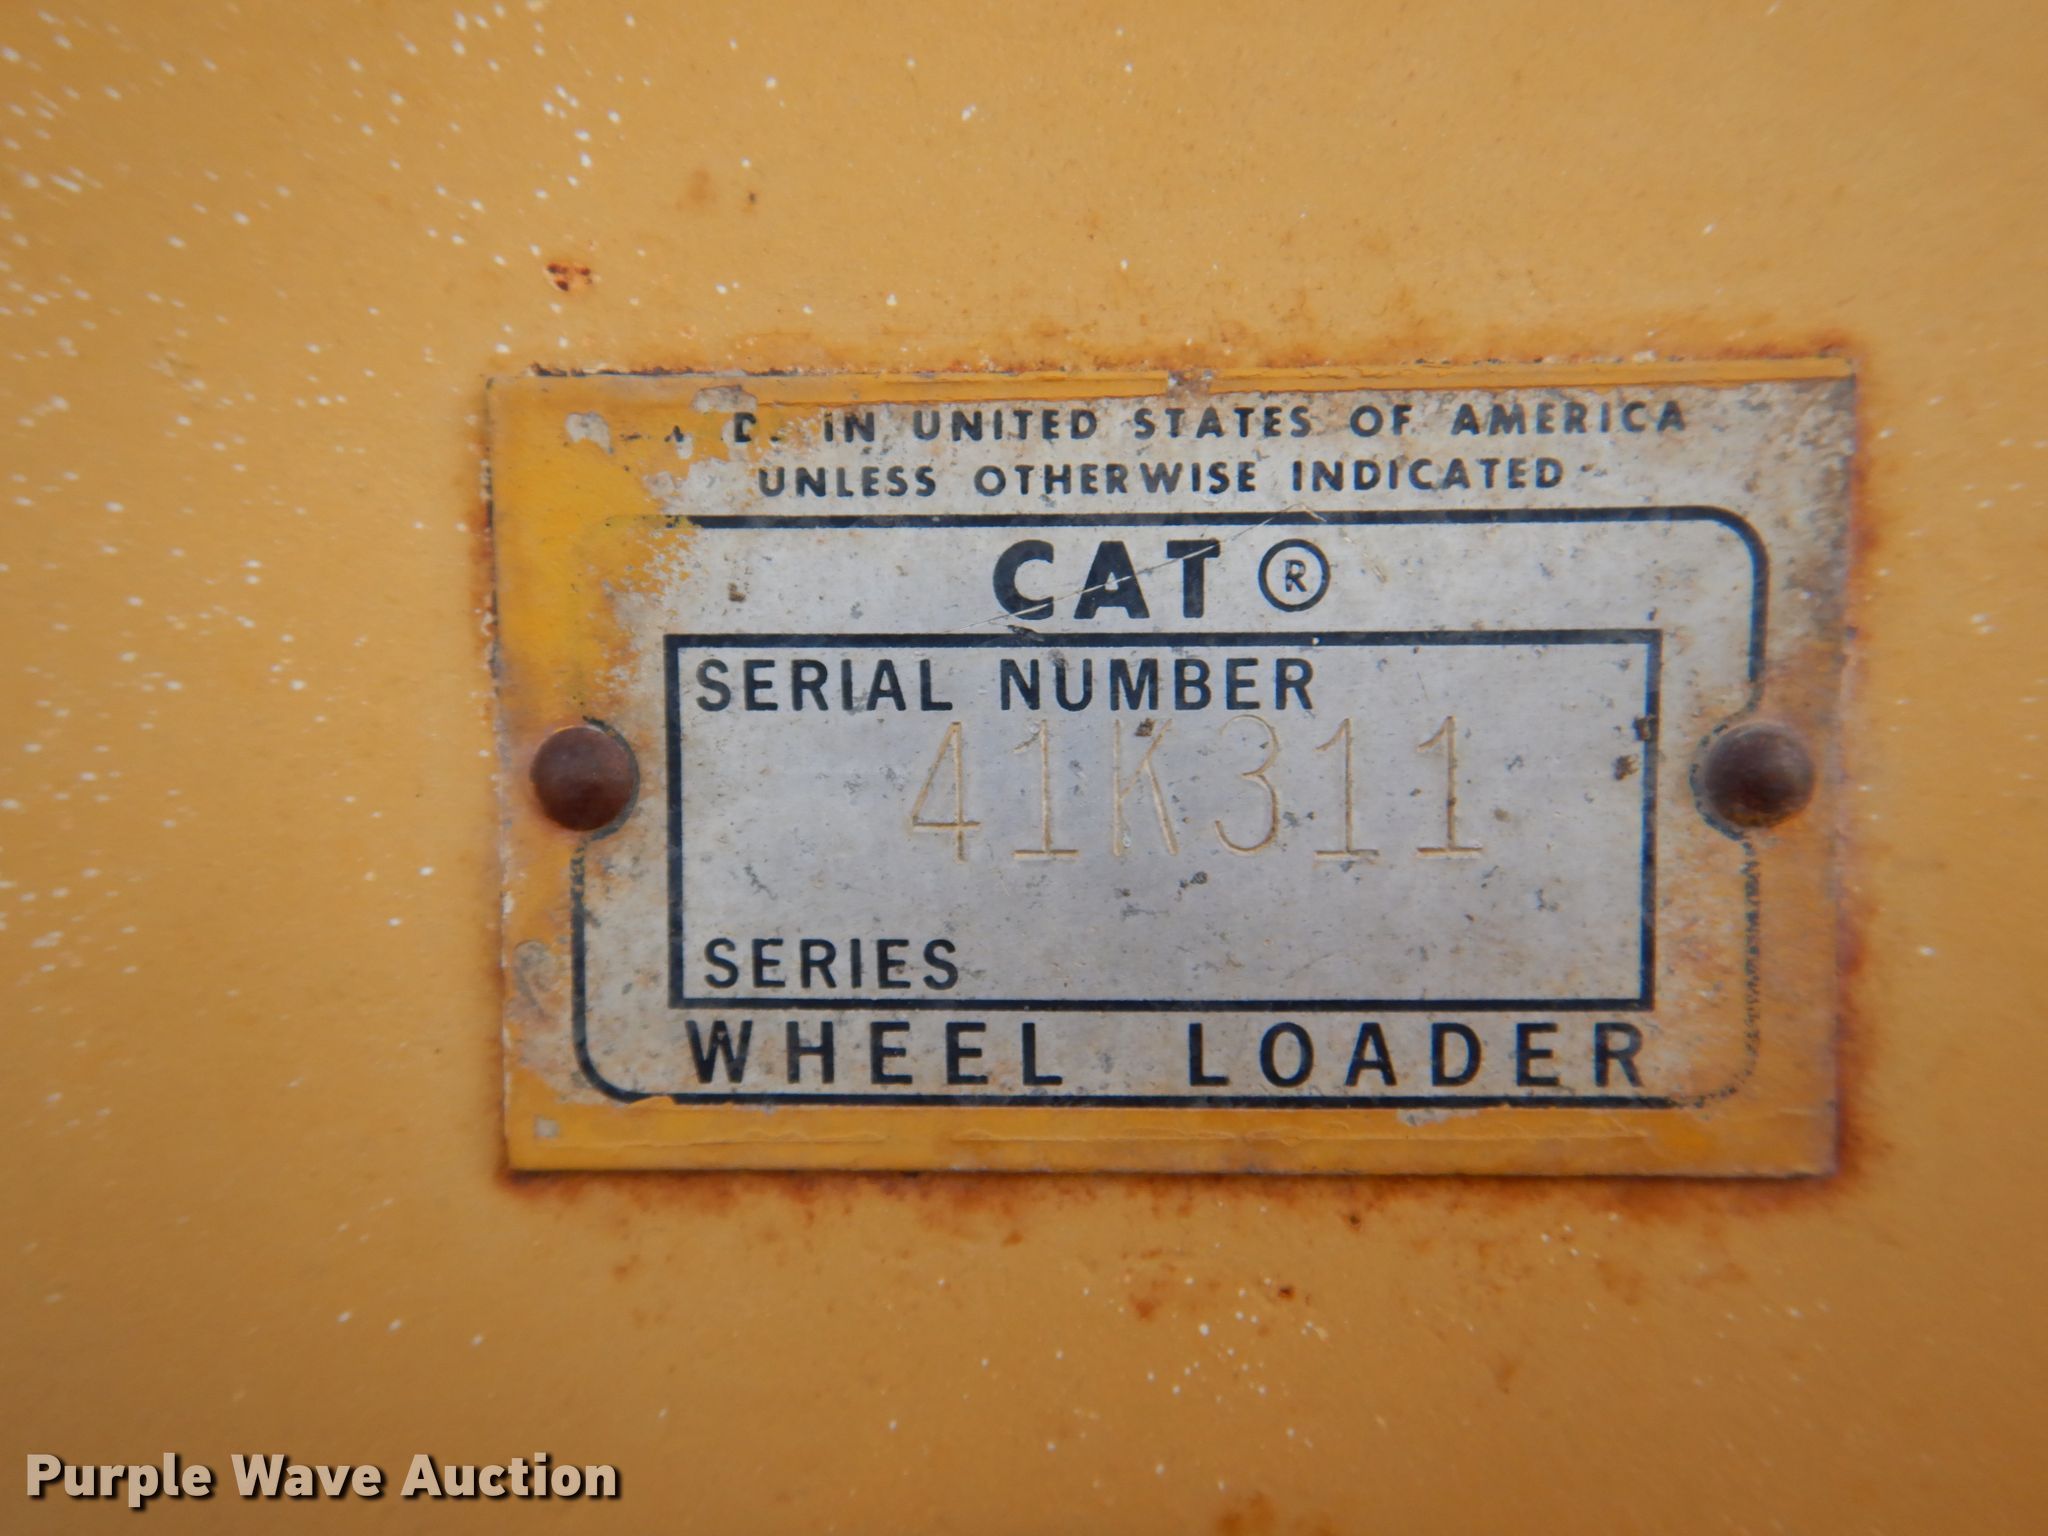 IN UNITED STATES OF AMERICA
UNLESS OTHERWISE INDICATED
CAT®
SERIAL NUMBER
41K311
SERIES
WHEEL LOADER
Purple Wave Auction